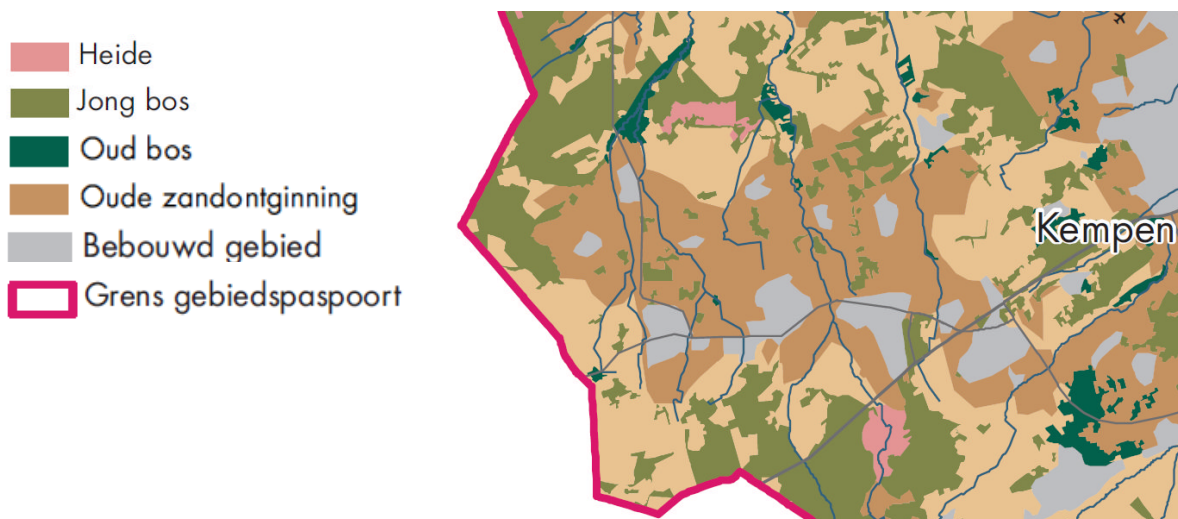 Heide
Jong bos
Oud bos
Oude zandontginning
Bebouwd gebied
Grens gebiedspaspoort
Kempen